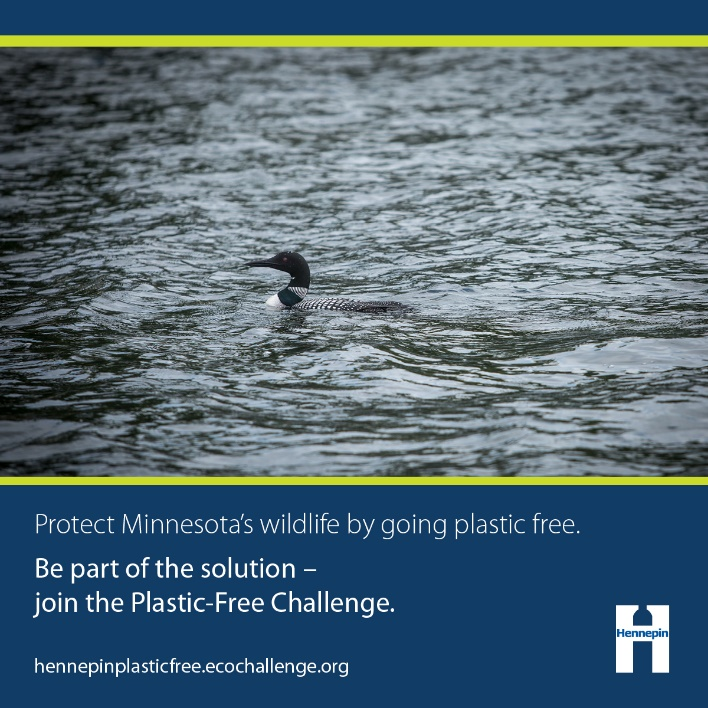 Protect Minnesota's wildlife by going plastic free.
Be part of the solution –
join the Plastic-Free Challenge.
Hennepin
hennepinplasticfree.ecochallenge.org